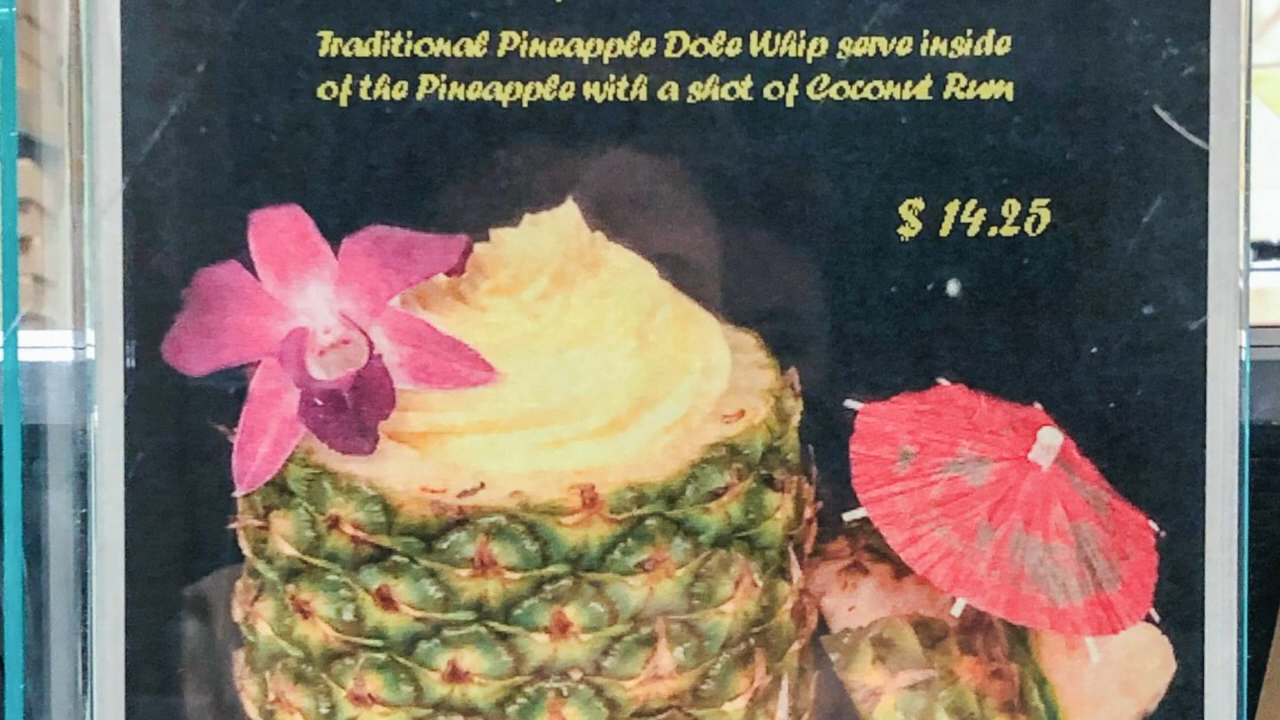 Traditional Pineapple Dole Whip serve inside
of the Pineapple with a shot of Coconut Rum
$ 14.25